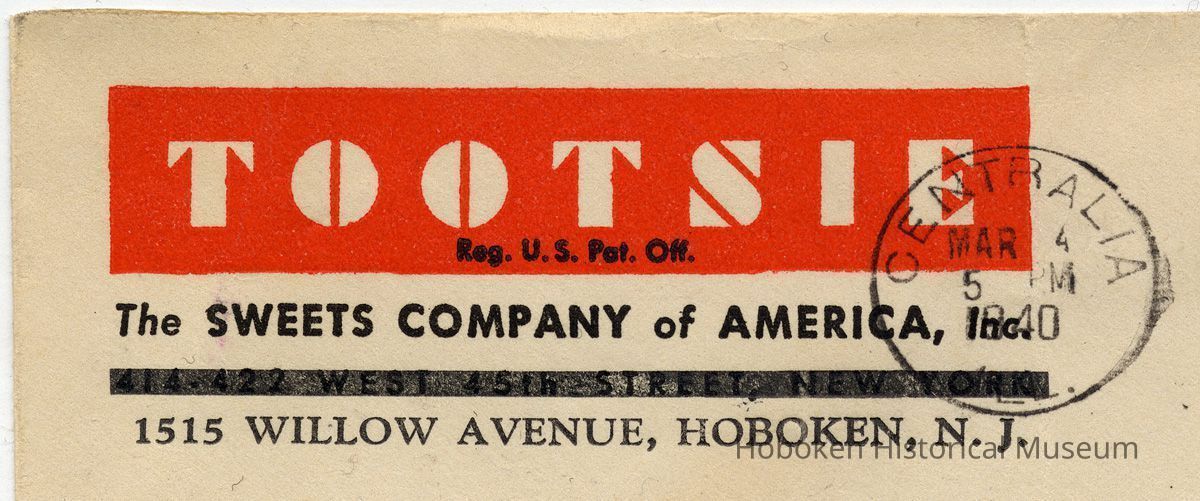 TOOTSIE
Reg. U.S. Pat. Off.
The SWEETS COMPANY of AMERICA, Inc.
414-422 WEST 45th STREET, NEW YORK
1515 WILLOW AVENUE, HOBOKEN, N. J.
CENTRALIA
MAR 4
5 PM
1940
Hoboken Historical Museum